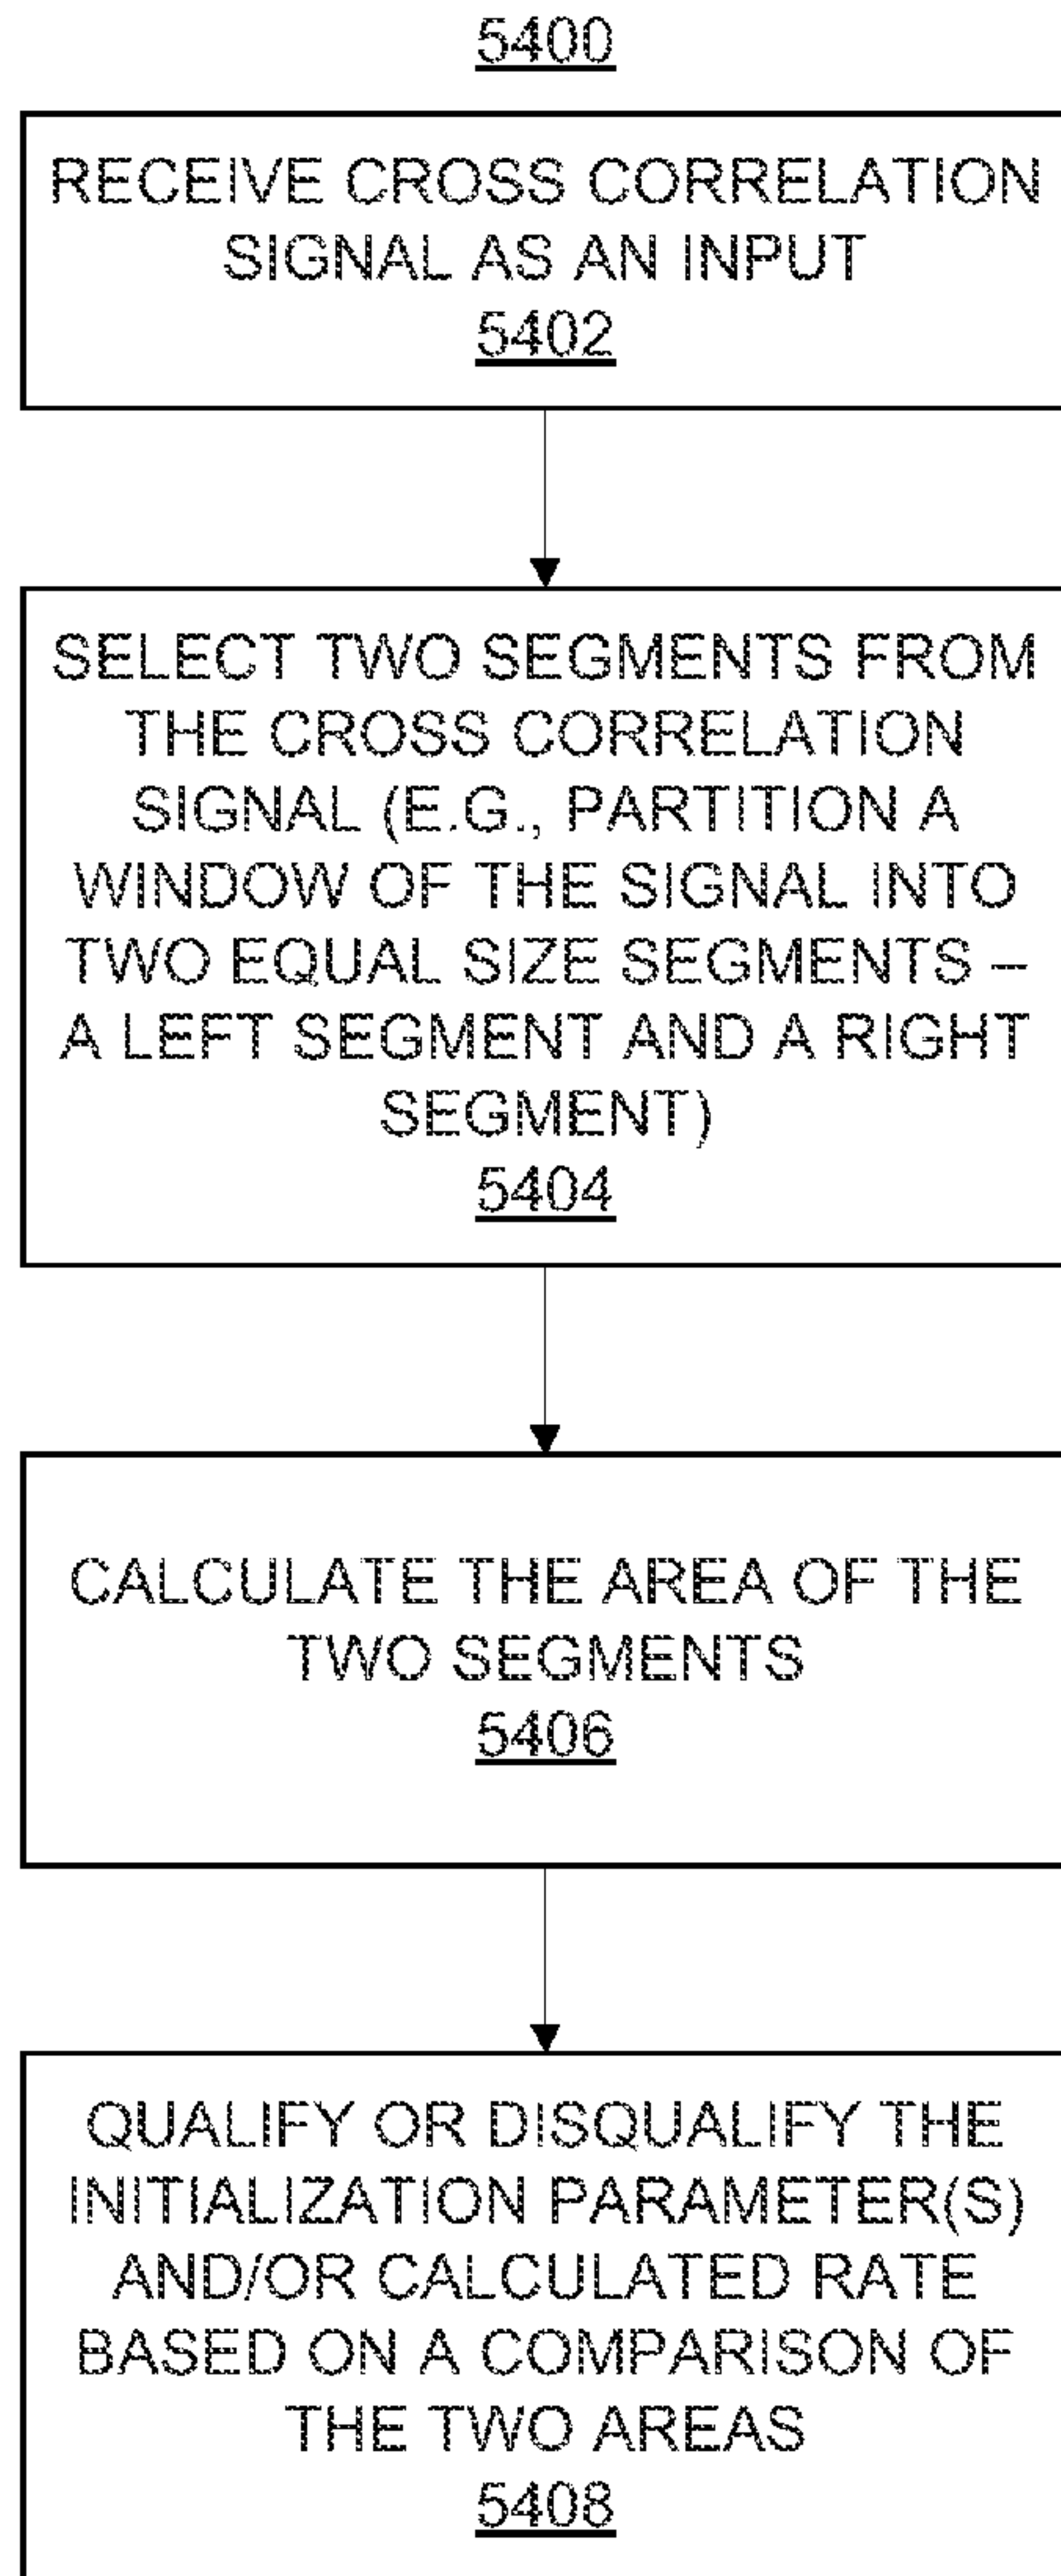 5400
RECEIVE CROSS CORRELATION
SIGNAL AS AN INPUT
5402
SELECT TWO SEGMENTS FROM
THE CROSS CORRELATION
SIGNAL (E.G., PARTITION A
WINDOW OF THE SIGNAL INTO
TWO EQUAL SIZE SEGMENTS –
A LEFT SEGMENT AND A RIGHT
SEGMENT)
5404
CALCULATE THE AREA OF THE
TWO SEGMENTS
5406
QUALIFY OR DISQUALIFY THE
INITIALIZATION PARAMETER(S)
AND/OR CALCULATED RATE
BASED ON A COMPARISON OF
THE TWO AREAS
5408